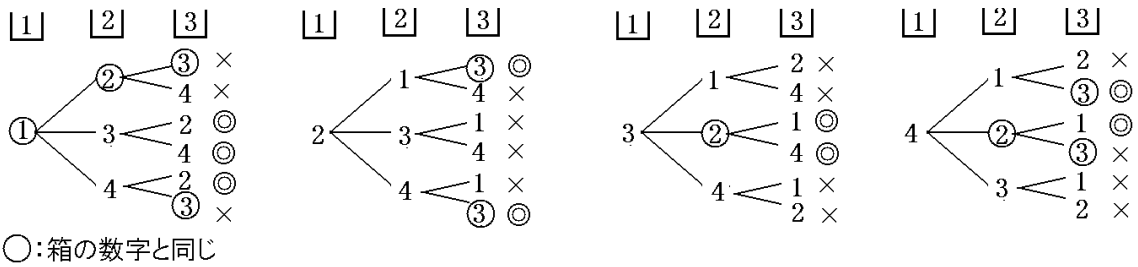 1 2 3 1 2 3 1 2 3 1 2 3
③ × ③ ◎ 2 × 2 ×
② 1 1 1
4 × 4 × 4 × ③ ◎
2 ◎ 1 × 1 ◎ 1 ◎
① 3 2 3 3 ② 4 ②
4 ◎ 4 × 4 ◎ ③ ×
2 ◎ 1 × 1 × 1 ×
4 4 4 3
③ × ③ ◎ 2 × 2 ×
○:箱の数字と同じ